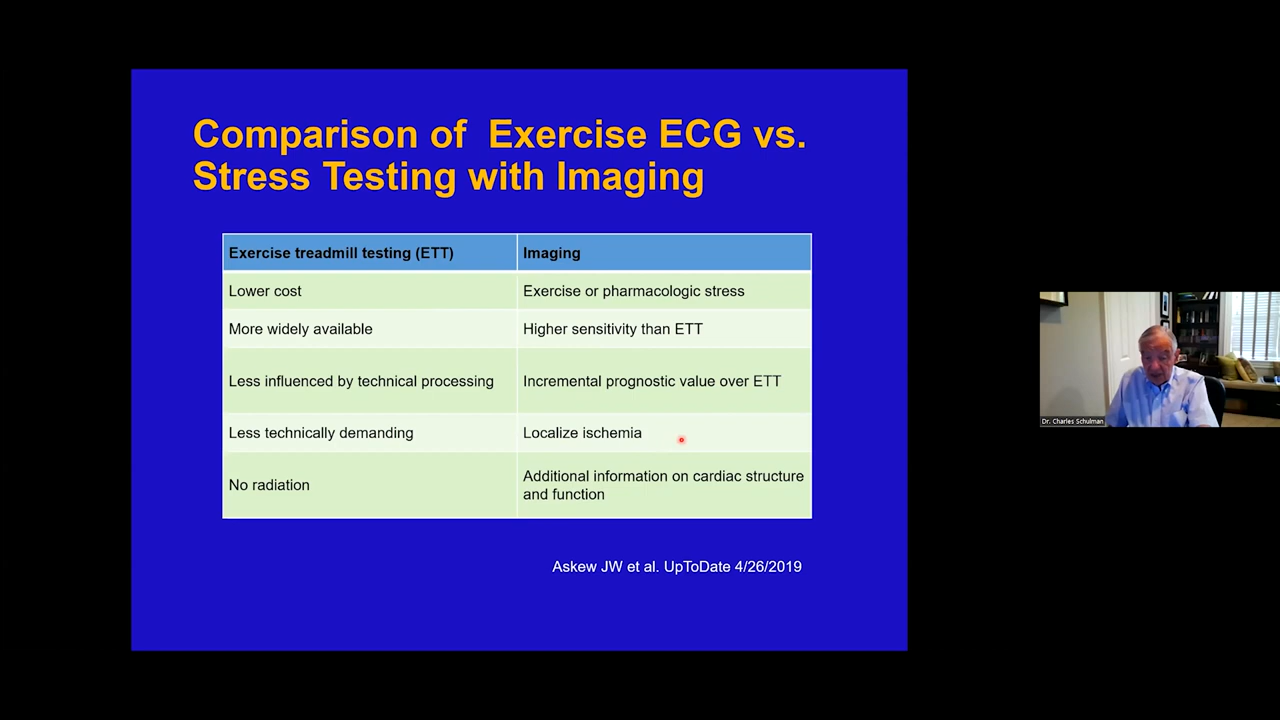 Comparison of Exercise ECG vs.
Stress Testing with Imaging
Exercise treadmill testing (ETT)
Imaging
Lower cost
Exercise or pharmacologic stress
More widely available
Higher sensitivity than ETT
Less influenced by technical processing
Incremental prognostic value over ETT
Less technically demanding
Localize ischemia
No radiation
Additional information on cardiac structure
and function
Askew JW et al. UpToDate 4/26/2019
Dr. Charles Schulman